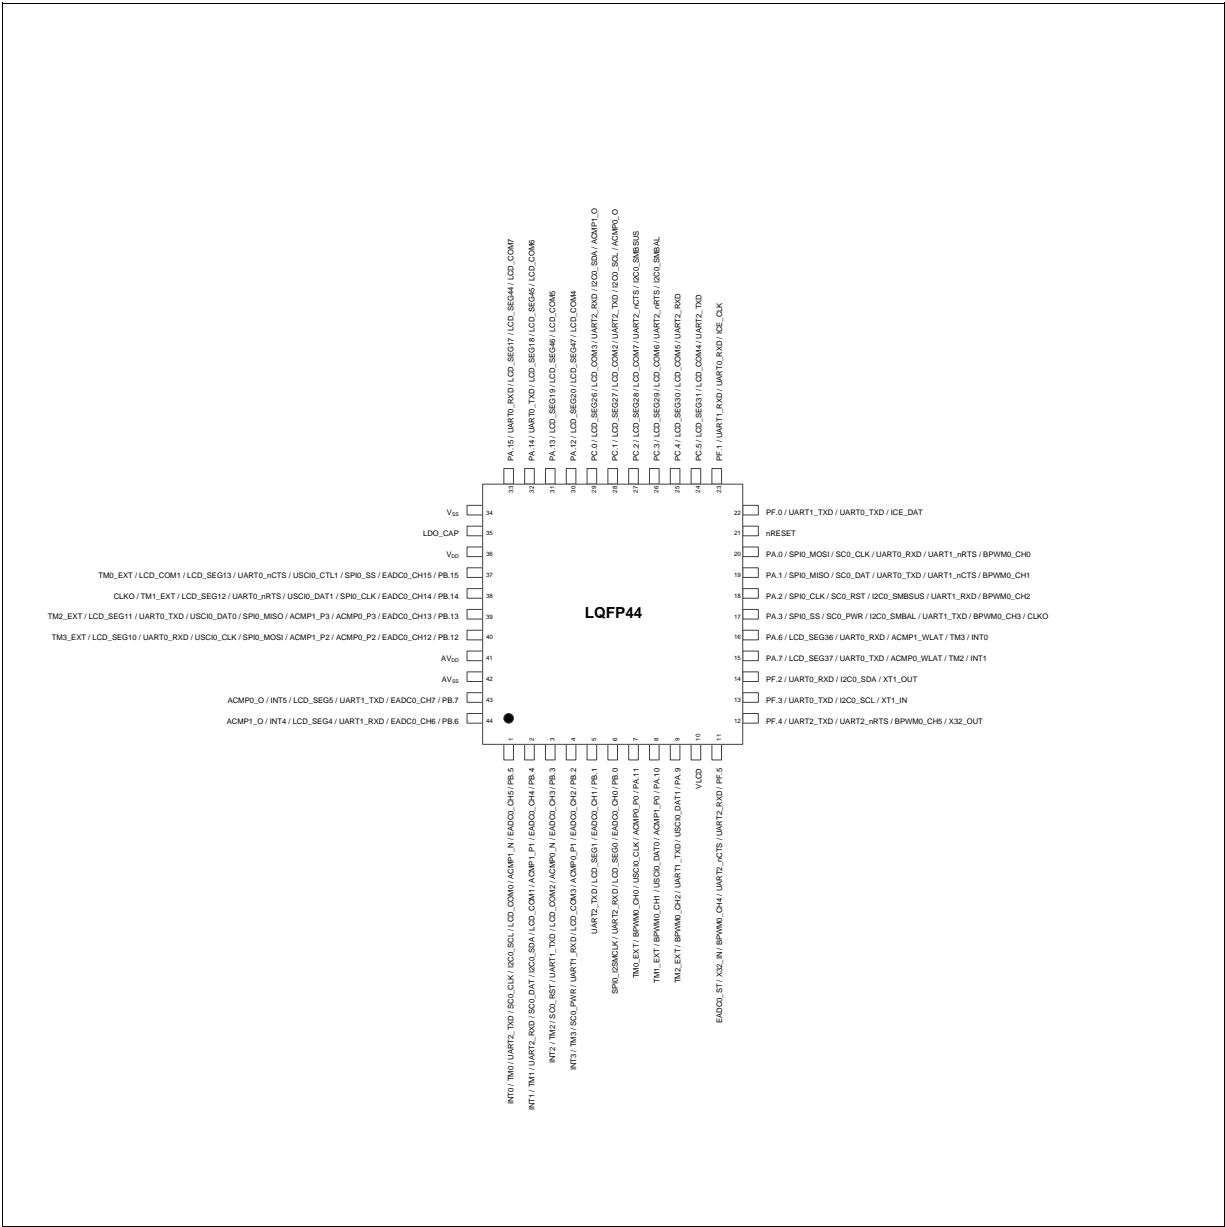 PA.15 / UART0_RXD / LCD_SEG17 / LCD_SEG44 / LCD_COM7
PA.14 / UART0_TXD / LCD_SEG18 / LCD_SEG45 / LCD_COM6
PA.13 / LCD_SEG19 / LCD_SEG46 / LCD_COM5
PA.12 / LCD_SEG20 / LCD_SEG47 / LCD_COM4
PC.0 / LCD_SEG26 / LCD_COM3 / UART2_RXD / I2C0_SDA / ACMP1_O
PC.1 / LCD_SEG27 / LCD_COM2 / UART2_TXD / I2C0_SCL / ACMP0_O
PC.2 / LCD_SEG28 / LCD_COM7 / UART2_nCTS / I2C0_SMBSUS
PC.3 / LCD_SEG29 / LCD_COM6 / UART2_nRTS / I2C0_SMBAL
PC.4 / LCD_SEG30 / LCD_COM5 / UART2_RXD
PC.5 / LCD_SEG31 / LCD_COM4 / UART2_TXD
PF.1 / UART1_RXD / UART0_RXD / ICE_CLK
33
32
31
30
29
28
27
26
25
24
23
VSS 34
LDO_CAP 35
VDD 36
TM0_EXT / LCD_COM1 / LCD_SEG13 / UART0_nCTS / USCI0_CTL1 / SPI0_SS / EADC0_CH15 / PB.15 37
CLKO / TM1_EXT / LCD_SEG12 / UART0_nRTS / USCI0_DAT1 / SPI0_CLK / EADC0_CH14 / PB.14 38
TM2_EXT / LCD_SEG11 / UART0_TXD / USCI0_DAT0 / SPI0_MISO / ACMP1_P3 / ACMP0_P3 / EADC0_CH13 / PB.13 39
TM3_EXT / LCD_SEG10 / UART0_RXD / USCI0_CLK / SPI0_MOSI / ACMP1_P2 / ACMP0_P2 / EADC0_CH12 / PB.12 40
AVDD 41
AVSS 42
ACMP0_O / INT5 / LCD_SEG5 / UART1_TXD / EADC0_CH7 / PB.7 43
ACMP1_O / INT4 / LCD_SEG4 / UART1_RXD / EADC0_CH6 / PB.6 44
LQFP44
22 PF.0 / UART1_TXD / UART0_TXD / ICE_DAT
21 nRESET
20 PA.0 / SPI0_MOSI / SC0_CLK / UART0_RXD / UART1_nRTS / BPWM0_CH0
19 PA.1 / SPI0_MISO / SC0_DAT / UART0_TXD / UART1_nCTS / BPWM0_CH1
18 PA.2 / SPI0_CLK / SC0_RST / I2C0_SMBSUS / UART1_RXD / BPWM0_CH2
17 PA.3 / SPI0_SS / SC0_PWR / I2C0_SMBAL / UART1_TXD / BPWM0_CH3 / CLKO
16 PA.6 / LCD_SEG36 / UART0_RXD / ACMP1_WLAT / TM3 / INT0
15 PA.7 / LCD_SEG37 / UART0_TXD / ACMP0_WLAT / TM2 / INT1
14 PF.2 / UART0_RXD / I2C0_SDA / XT1_OUT
13 PF.3 / UART0_TXD / I2C0_SCL / XT1_IN
12 PF.4 / UART2_TXD / UART2_nRTS / BPWM0_CH5 / X32_OUT
1
2
3
4
5
6
7
8
9
10
11
INT0 / TM0 / UART2_TXD / SC0_CLK / I2C0_SCL / LCD_COM0 / ACMP1_N / EADC0_CH5 / PB.5
INT1 / TM1 / UART2_RXD / SC0_DAT / I2C0_SDA / LCD_COM1 / ACMP1_P1 / EADC0_CH4 / PB.4
INT2 / TM2 / SC0_RST / UART1_TXD / LCD_COM2 / ACMP0_N / EADC0_CH3 / PB.3
INT3 / TM3 / SC0_PWR / UART1_RXD / LCD_COM3 / ACMP0_P1 / EADC0_CH2 / PB.2
UART2_TXD / LCD_SEG1 / EADC0_CH1 / PB.1
SPI0_I2SMCLK / UART2_RXD / LCD_SEG0 / EADC0_CH0 / PB.0
TM0_EXT / BPWM0_CH0 / USCI0_CLK / ACMP0_P0 / PA.11
TM1_EXT / BPWM0_CH1 / USCI0_DAT0 / ACMP1_P0 / PA.10
TM2_EXT / BPWM0_CH2 / UART1_TXD / USCI0_DAT1 / PA.9
VLCD
EADC0_ST / X32_IN / BPWM0_CH4 / UART2_nCTS / UART2_RXD / PF.5